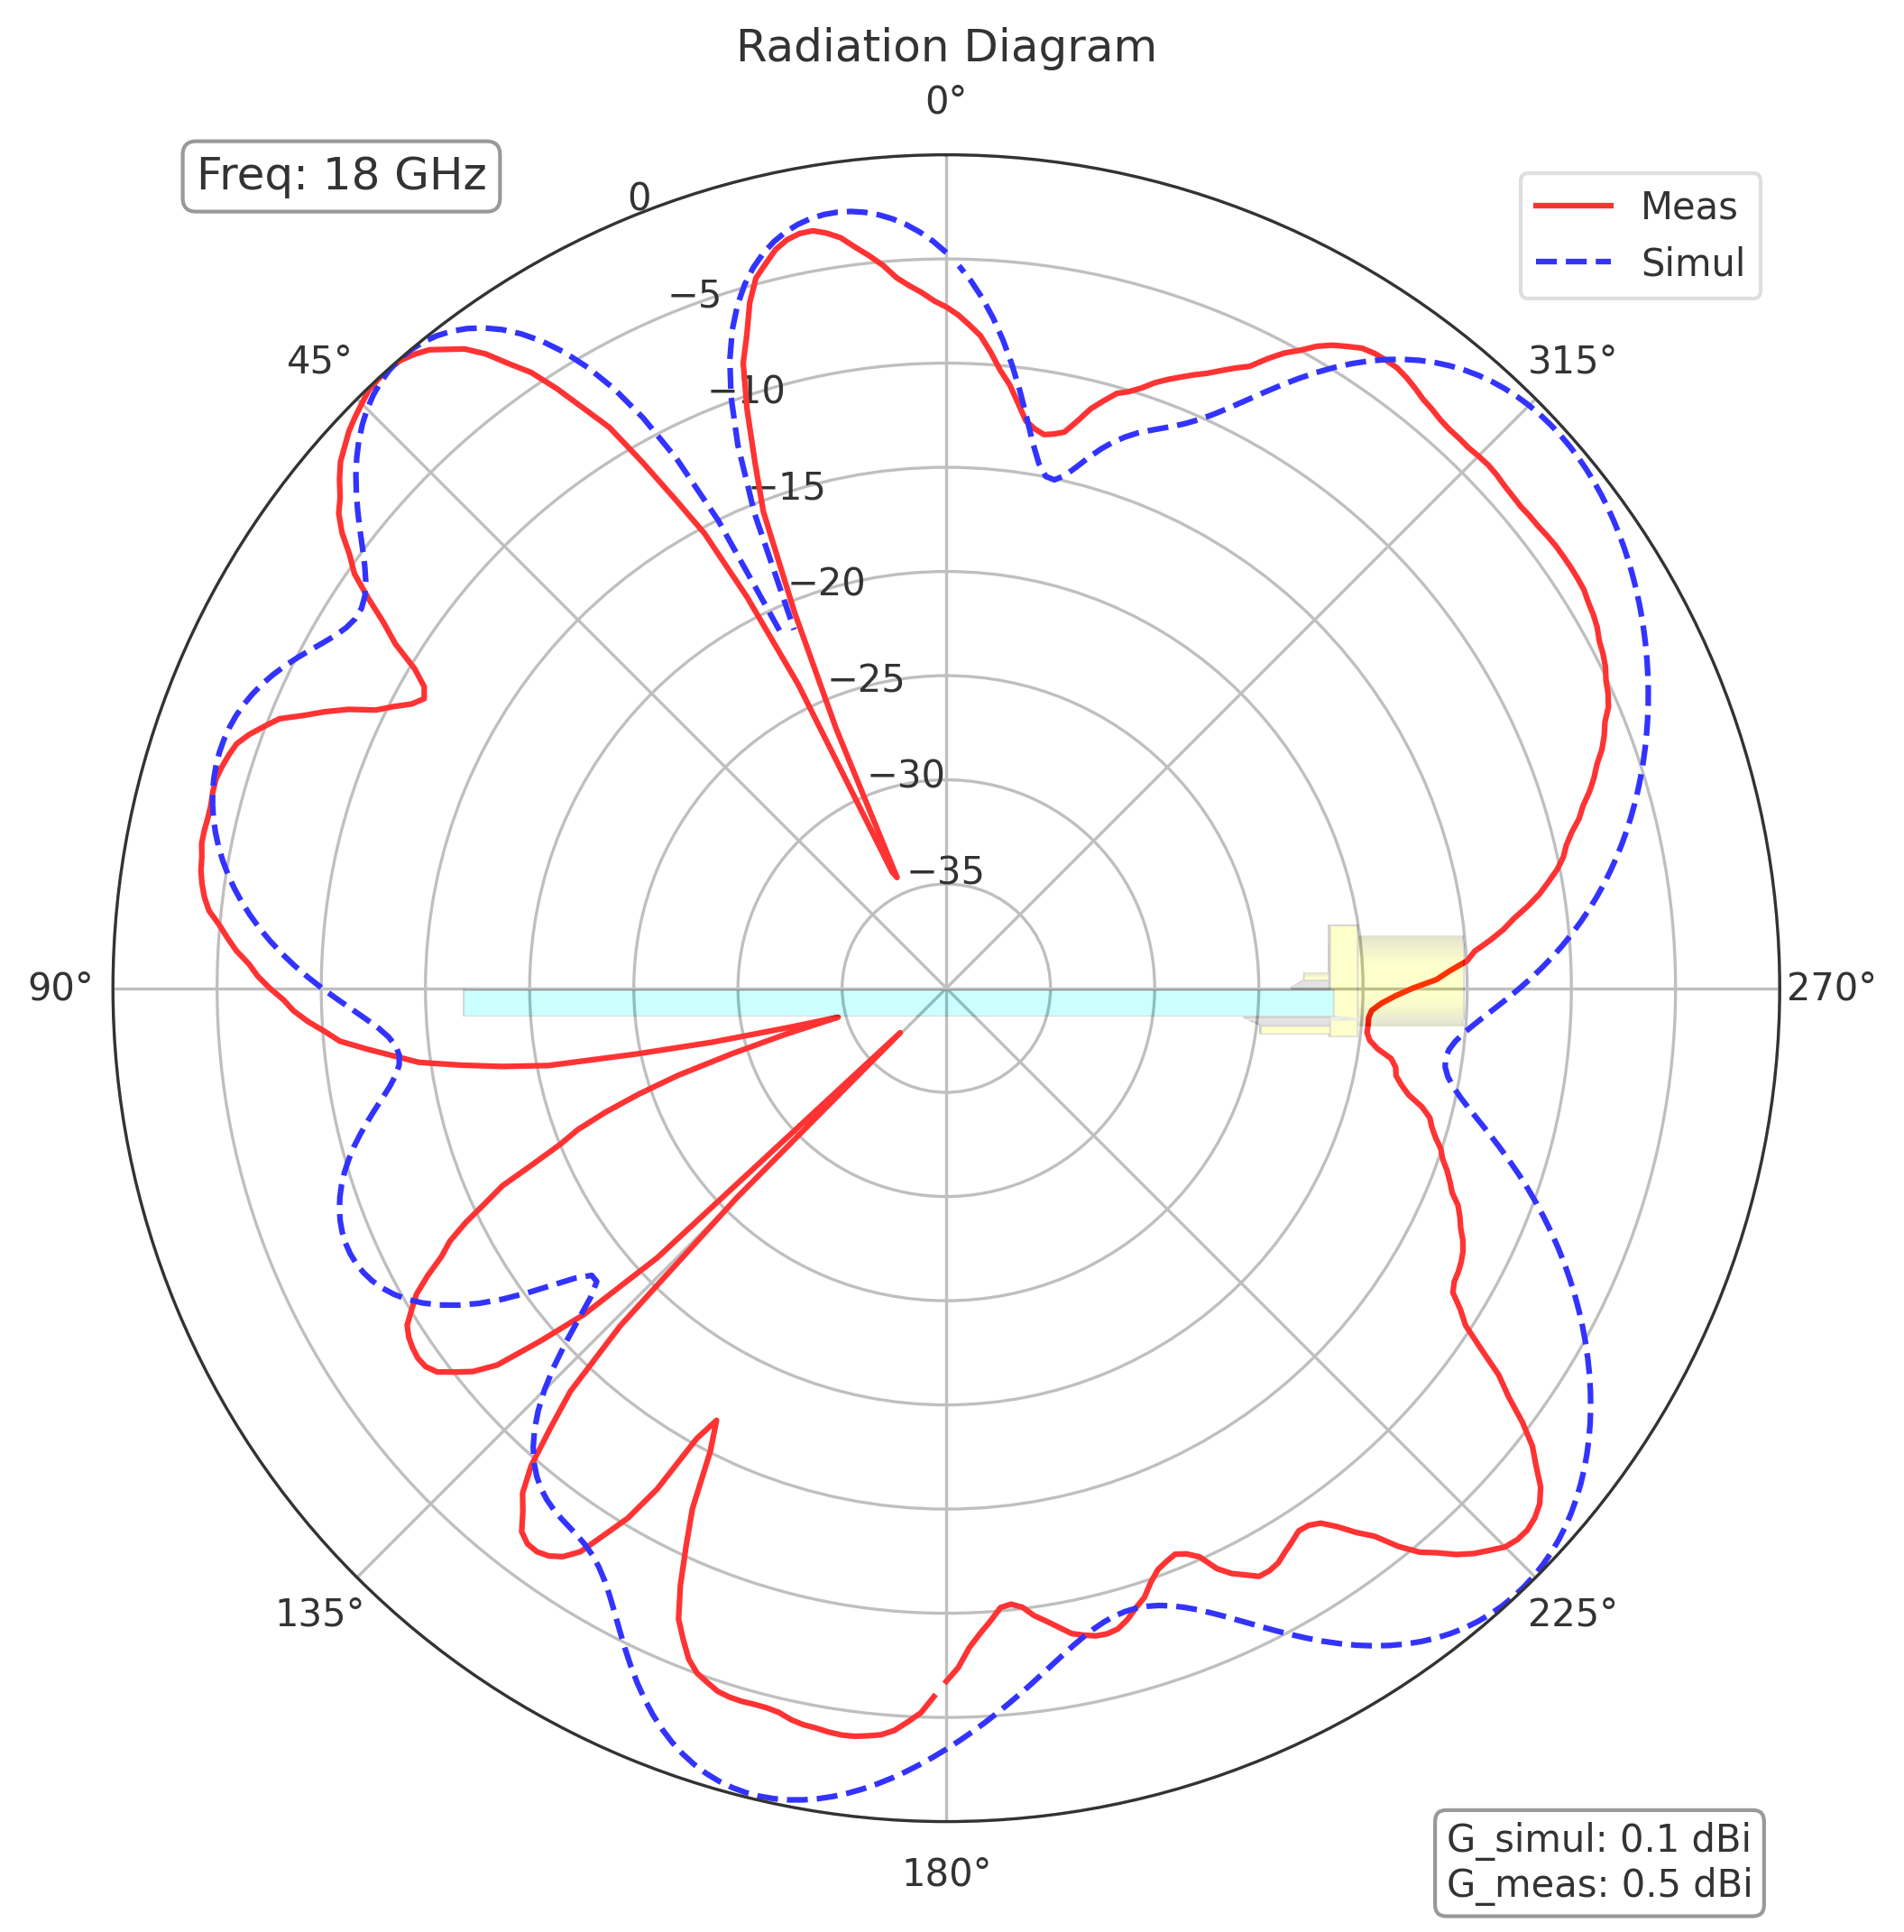 Radiation Diagram
0°
Freq: 18 GHz
Meas
Simul
0
−5
−10
−15
−20
−25
−30
−35
45°
315°
90°
270°
135°
225°
180°
G_simul: 0.1 dBi
G_meas: 0.5 dBi